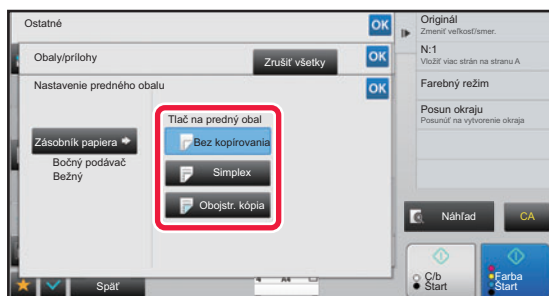 Ostatné
OK
Obaly/prílohy
Zrušiť všetky
OK
Nastavenie predného obalu
OK
Tlač na predný obal
Zásobník papiera
Bočný podávač
Bežný
Bez kopírovania
Simplex
Obojstr. kópia
Späť
A4
Originál
Zmeniť veľkosť/smer.
N:1
Vložiť viac strán na stranu A
Farebný režim
Posun okraju
Posunúť na vytvorenie okraja
Náhľad
CA
Č/b
Štart
Farba
Štart